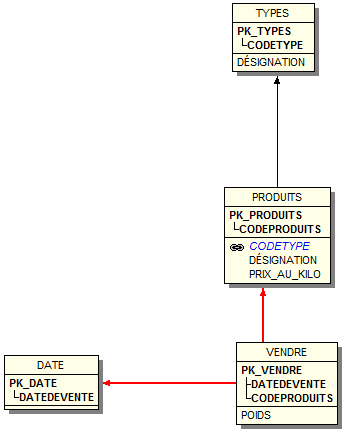 TYPES
PK_TYPES
CODETYPE
DÉSIGNATION
PRODUITS
PK_PRODUITS
CODEPRODUITS
CODETYPE
DÉSIGNATION
PRIX_AU_KILO
DATE
PK_DATE
DATEDEVENTE
VENDRE
PK_VENDRE
DATEDEVENTE
CODEPRODUITS
POIDS